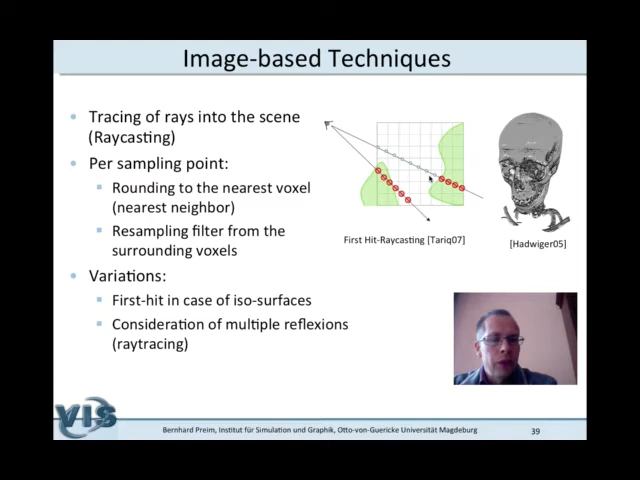 Image-based Techniques
Tracing of rays into the scene
(Raycasting)
Per sampling point:
Rounding to the nearest voxel
(nearest neighbor)
Resampling filter from the
surrounding voxels
Variations:
First-hit in case of iso-surfaces
Consideration of multiple reflexions
(raytracing)
First Hit-Raycasting [Tariq07]
[Hadwiger05]
VIS
Bernhard Preim, Institut für Simulation und Graphik, Otto-von-Guericke Universität Magdeburg
39